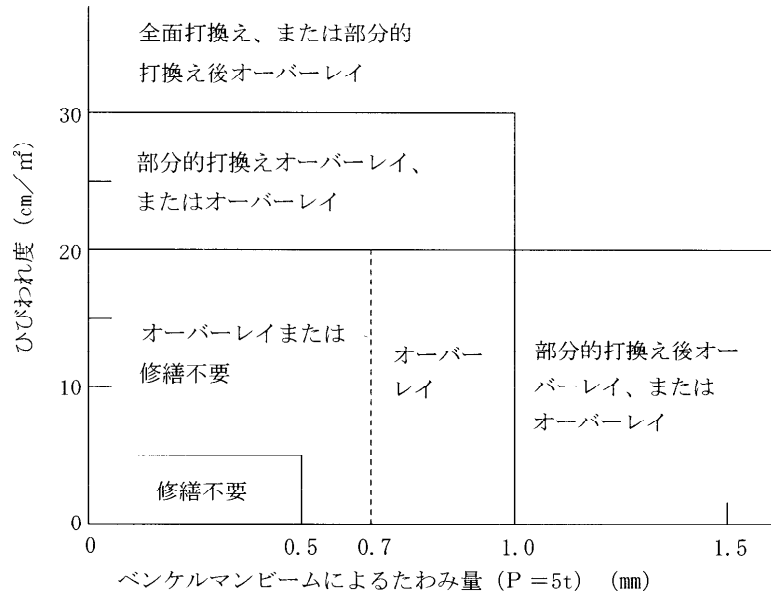 全面打換え、または部分的
打換え後オーバーレイ
30
部分的打換えオーバーレイ、
またはオーバーレイ
20
ひびわれ度 (cm/㎡)
オーバーレイまたは
修繕不要
オーバー
レイ
部分的打換え後オー
バーレイ、または
オーバーレイ
10
修繕不要
0
0 0.5 0.7 1.0 1.5
ベンケルマンビームによるたわみ量 (P=5t) (mm)